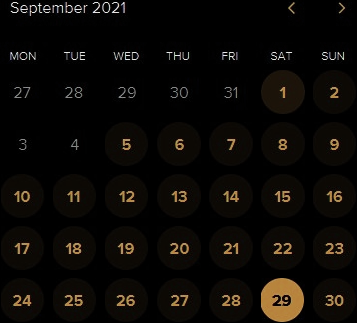 September 2021
MON TUE WED THU FRI SAT SUN
27 28 29 30 31 1 2
3 4 5 6 7 8 9
10 11 12 13 14 15 16
17 18 19 20 21 22 23
24 25 26 27 28 29 30